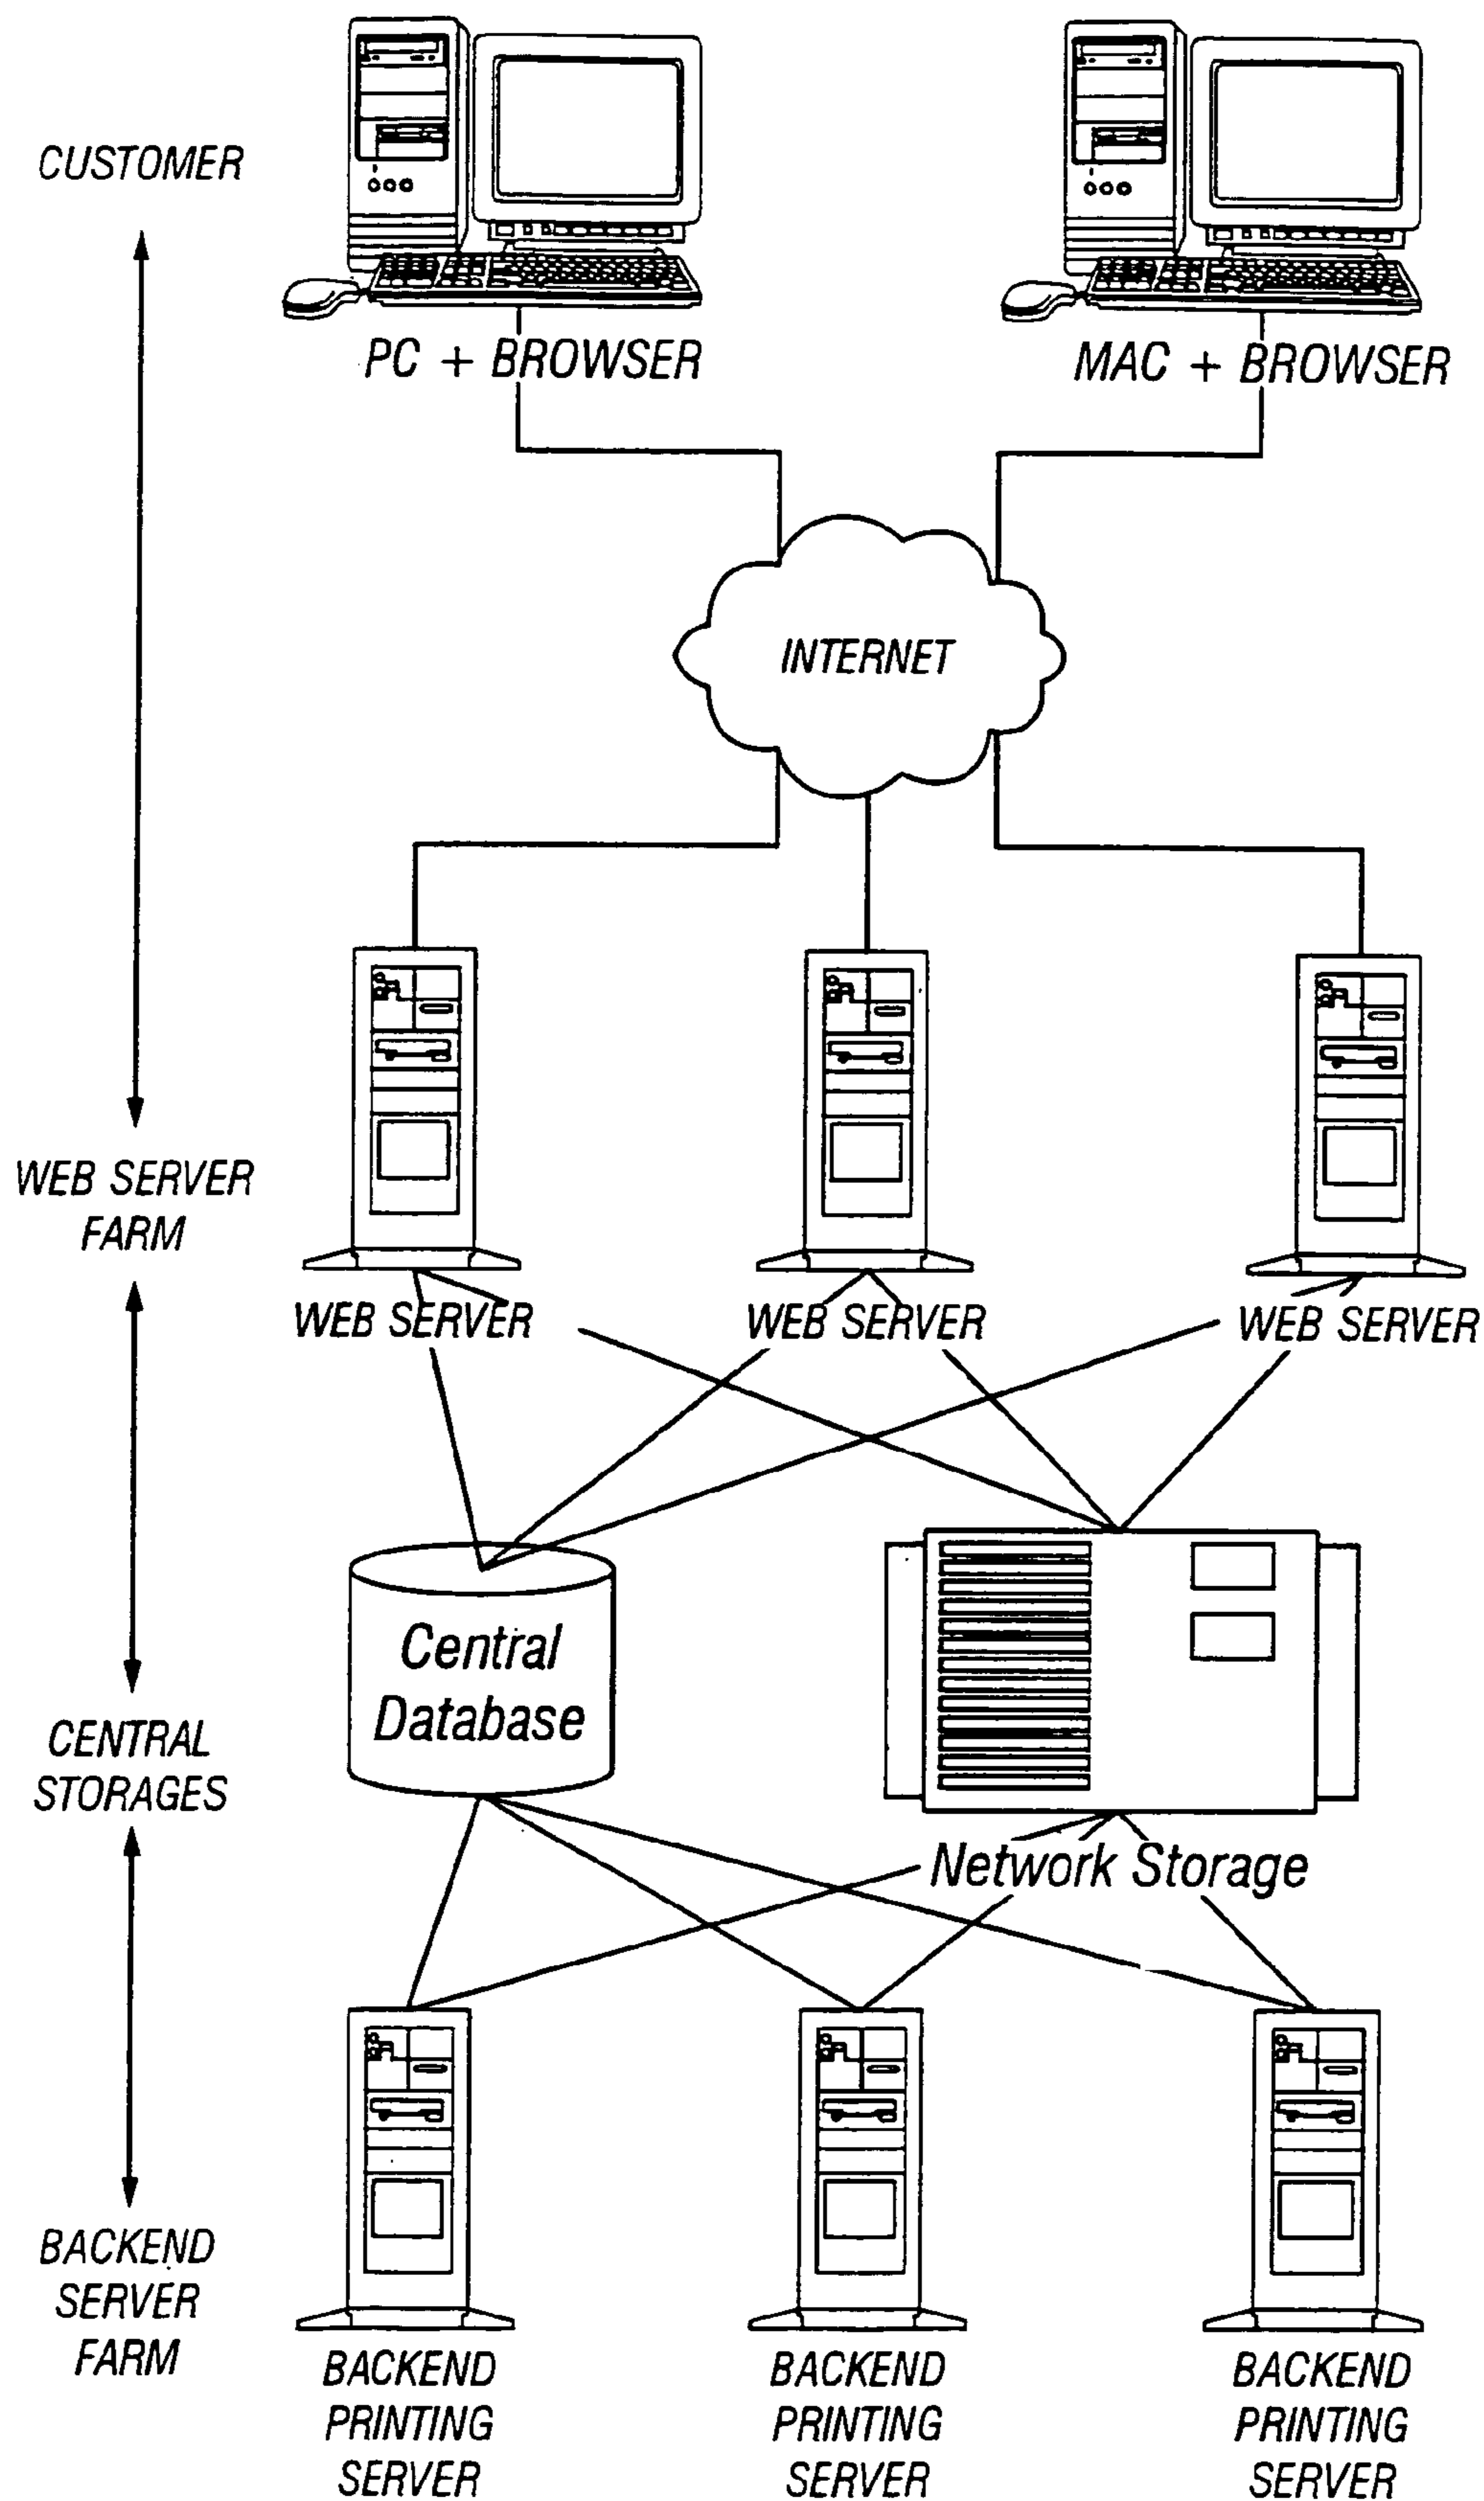 CUSTOMER
PC + BROWSER
MAC + BROWSER
INTERNET
WEB SERVER
FARM
WEB SERVER
WEB SERVER
WEB SERVER
Central
Database
CENTRAL
STORAGES
Network Storage
BACKEND
SERVER
FARM
BACKEND
PRINTING
SERVER
BACKEND
PRINTING
SERVER
BACKEND
PRINTING
SERVER